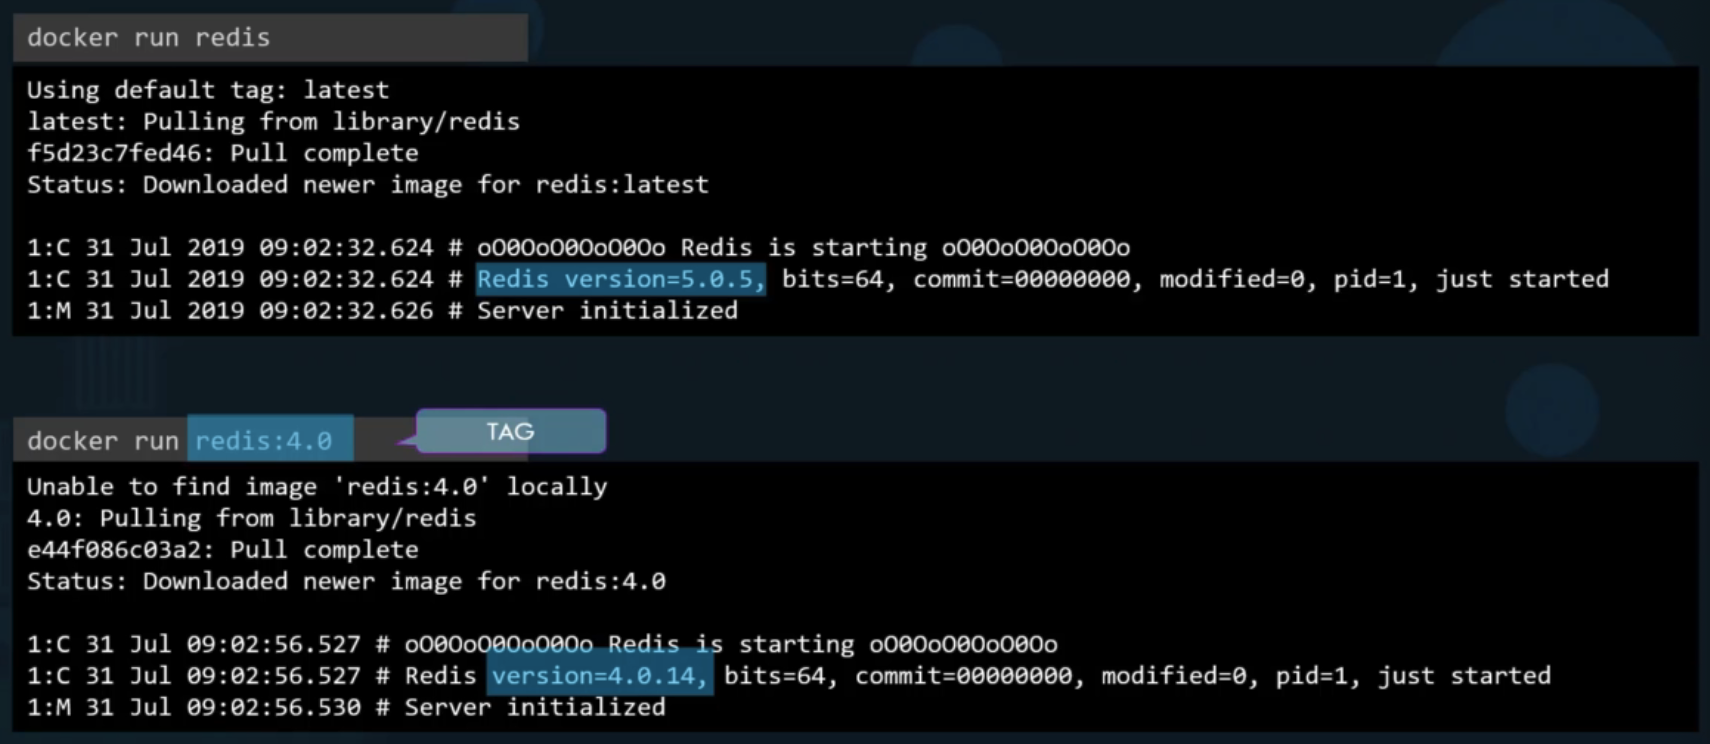 docker run redis
Using default tag: latest
latest: Pulling from library/redis
f5d23c7fed46: Pull complete
Status: Downloaded newer image for redis:latest
1:C 31 Jul 2019 09:02:32.624 # oO0OoO0OoO0Oo Redis is starting oO0OoO0OoO0Oo
1:C 31 Jul 2019 09:02:32.624 # Redis version=5.0.5, bits=64, commit=00000000, modified=0, pid=1, just started
1:M 31 Jul 2019 09:02:32.626 # Server initialized
docker run redis:4.0
TAG
Unable to find image 'redis:4.0' locally
4.0: Pulling from library/redis
e44f086c03a2: Pull complete
Status: Downloaded newer image for redis:4.0
1:C 31 Jul 09:02:56.527 # oO0OoO0OoO0Oo Redis is starting oO0OoO0OoO0Oo
1:C 31 Jul 09:02:56.527 # Redis version=4.0.14, bits=64, commit=00000000, modified=0, pid=1, just started
1:M 31 Jul 09:02:56.530 # Server initialized